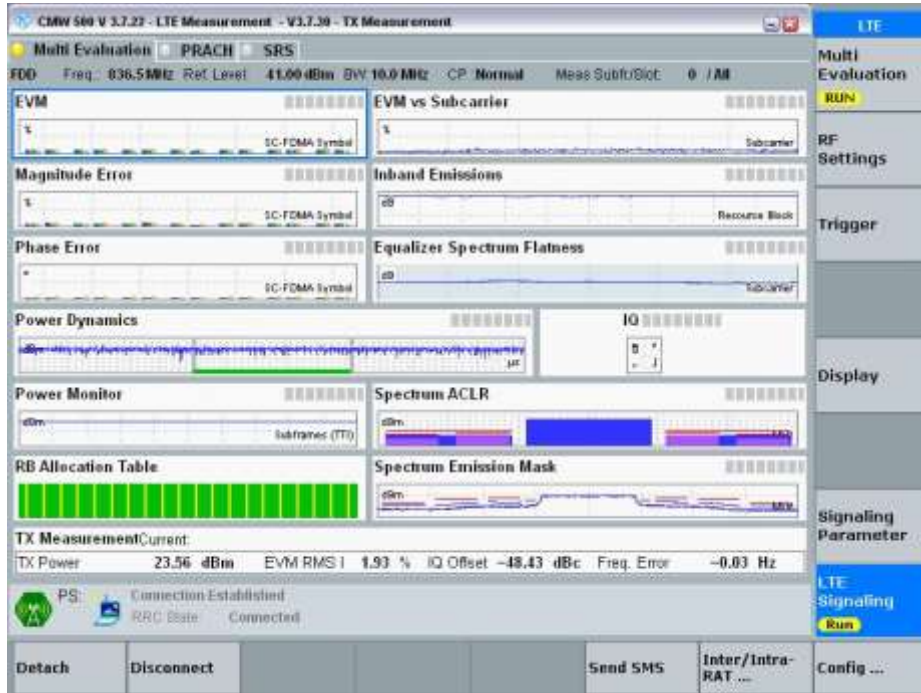 CMW 500 V 3.7.27 - LTE Measurement - V3.7.30 - TX Measurement
LTE
Multi Evaluation PRACH SRS
FDD Freq.: 836.5 MHz Ref. Level: 41.00 dBm BW: 10.0 MHz CP: Normal Meas Subfr./Slot: 0 / All
Multi
Evaluation
RUN
EVM
%
SC-FDMA Symbol
EVM vs Subcarrier
%
Subcarrier
RF
Settings
Magnitude Error
%
SC-FDMA Symbol
Inband Emissions
dB
Resource Block
Trigger
Phase Error
°
SC-FDMA Symbol
Equalizer Spectrum Flatness
dB
Subcarrier
Power Dynamics
dBm
µs
IQ
Display
Power Monitor
dBm
Subframes (TTI)
Spectrum ACLR
dBm
RB Allocation Table
Spectrum Emission Mask
dBm
MHz
Signaling
Parameter
TX Measurement Current:
TX Power 23.56 dBm EVM RMS l 1.93 % IQ Offset -48.43 dBc Freq. Error -0.03 Hz
PS: Connection Established
RRC State Connected
LTE
Signaling
Run
Detach
Disconnect
Send SMS
Inter/Intra-
RAT ...
Config ...